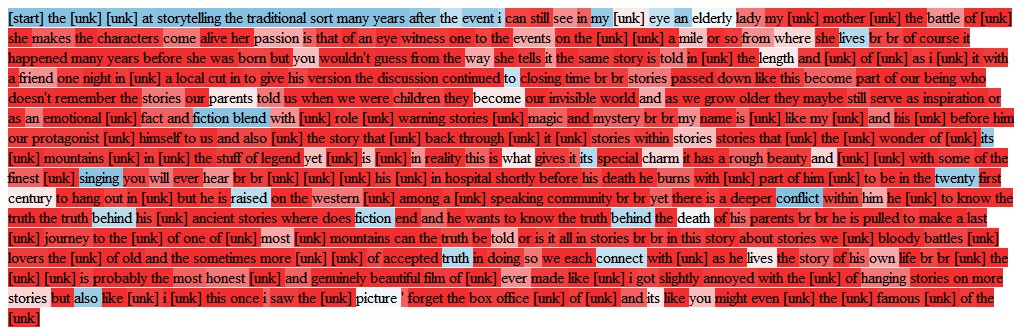 [start] the [unk] [unk] at storytelling the traditional sort many years after the event i can still see in my [unk] eye an elderly lady my [unk] mother [unk] the battle of [unk]
she makes the characters come alive her passion is that of an eye witness one to the events on the [unk] [unk] a mile or so from where she lives br br of course it
happened many years before she was born but you wouldn't guess from the way she tells it the same story is told in [unk] the length and [unk] of [unk] as i [unk] it with
a friend one night in [unk] a local cut in to give his version the discussion continued to closing time br br stories passed down like this become part of our being who
doesn't remember the stories our parents told us when we were children they become our invisible world and as we grow older they maybe still serve as inspiration or
as an emotional [unk] fact and fiction blend with [unk] role [unk] warning stories [unk] magic and mystery br br my name is [unk] like my [unk] and his [unk] before him
our protagonist [unk] himself to us and also [unk] the story that [unk] back through [unk] it [unk] stories within stories stories that [unk] the [unk] wonder of [unk] its
[unk] mountains [unk] in [unk] the stuff of legend yet [unk] is [unk] in reality this is what gives it its special charm it has a rough beauty and [unk] [unk] with some of the
finest [unk] singing you will ever hear br br [unk] [unk] [unk] his [unk] in hospital shortly before his death he burns with [unk] part of him [unk] to be in the twenty first
century to hang out in [unk] but he is raised on the western [unk] among a [unk] speaking community br br yet there is a deeper conflict within him he [unk] to know the
truth the truth behind his [unk] ancient stories where does fiction end and he wants to know the truth behind the death of his parents br br he is pulled to make a last
[unk] journey to the [unk] of one of [unk] most [unk] mountains can the truth be told or is it all in stories br br in this story about stories we [unk] bloody battles [unk]
lovers the [unk] of old and the sometimes more [unk] [unk] of accepted truth in doing so we each connect with [unk] as he lives the story of his own life br br [unk] the
[unk] [unk] is probably the most honest [unk] and genuinely beautiful film of [unk] ever made like [unk] i got slightly annoyed with the [unk] of hanging stories on more
stories but also like [unk] i [unk] this once i saw the [unk] picture ' forget the box office [unk] of [unk] and its like you might even [unk] the [unk] famous [unk] of the
[unk]